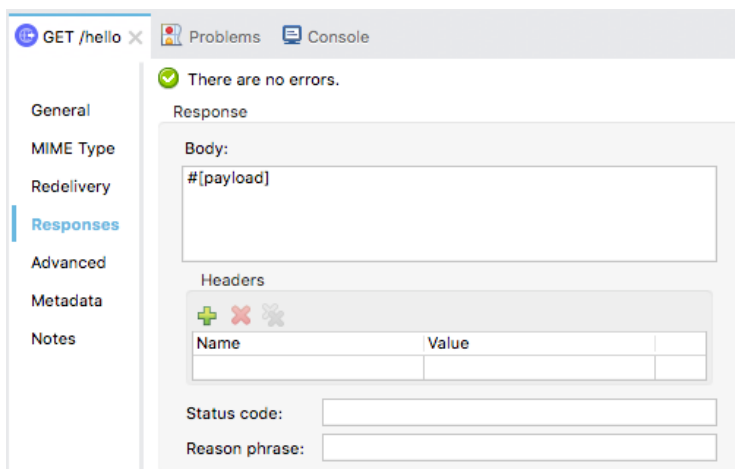 GET /hello Problems Console
There are no errors.
General
MIME Type
Redelivery
Responses
Advanced
Metadata
Notes
Response
Body:
#[payload]
Headers
Name Value
Status code:
Reason phrase: